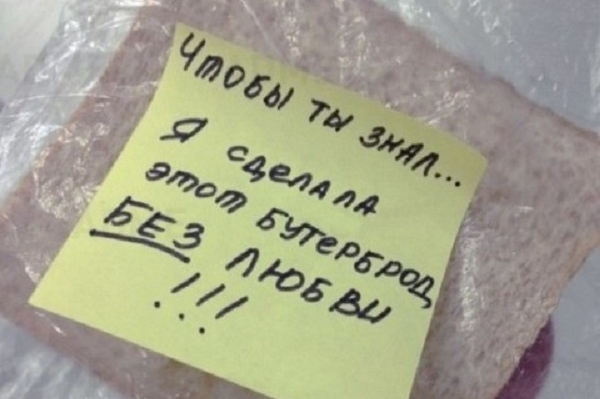 Чтобы ты знал...
Я сделала
этот бутерброд
БЕЗ любви
!!!